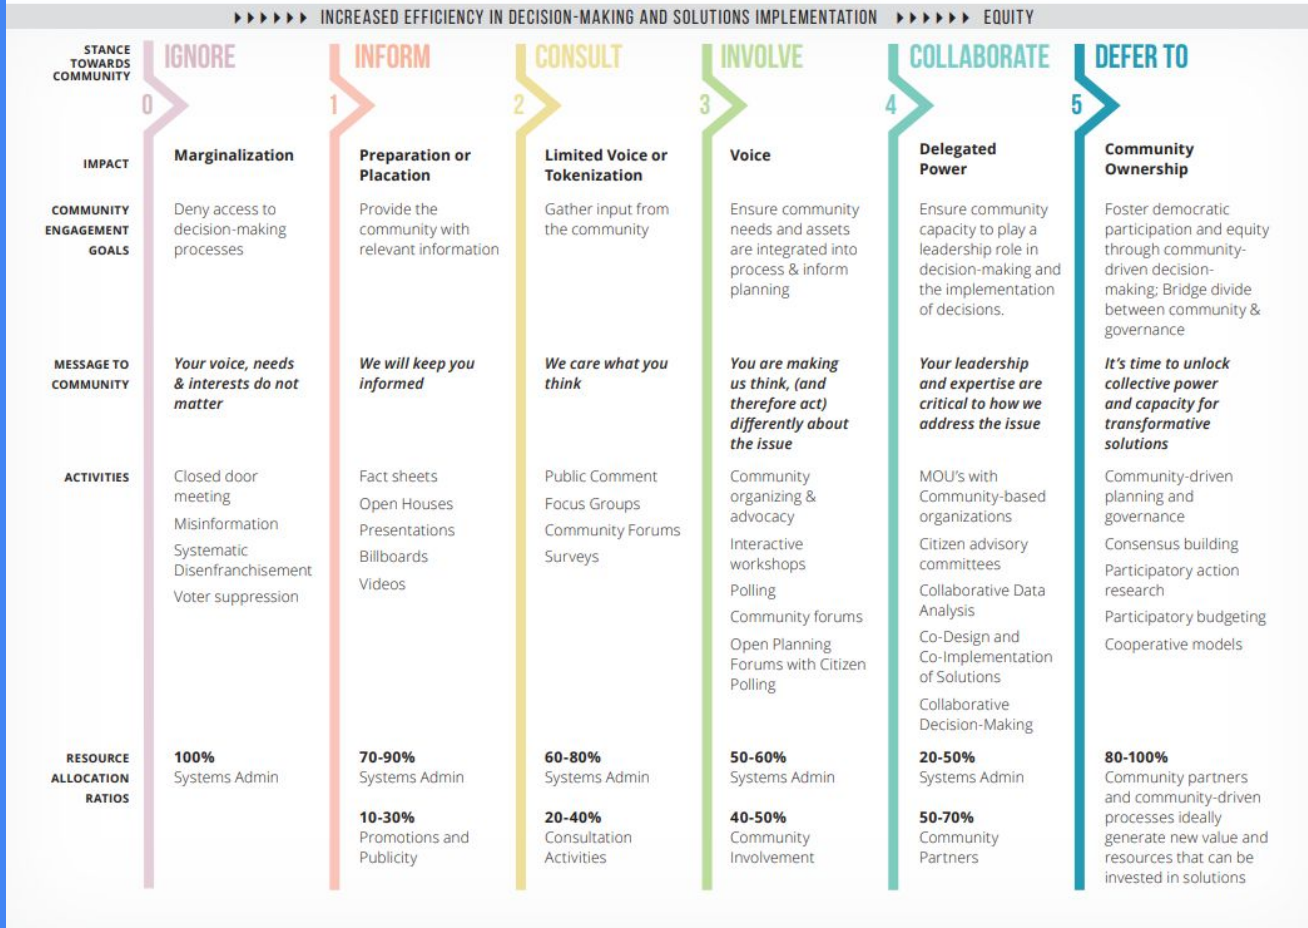 INCREASED EFFICIENCY IN DECISION-MAKING AND SOLUTIONS IMPLEMENTATION EQUITY
STANCE
TOWARDS
COMMUNITY
IGNORE
INFORM
CONSULT
INVOLVE
COLLABORATE
DEFER TO
0
1
2
3
4
5
IMPACT
Marginalization
Preparation or
Placation
Limited Voice or
Tokenization
Voice
Delegated
Power
Community
Ownership
COMMUNITY
ENGAGEMENT
GOALS
Deny access to
decision-making
processes
Provide the
community with
relevant information
Gather input from
the community
Ensure community
needs and assets
are integrated into
process & inform
planning
Ensure community
capacity to play a
leadership role in
decision-making and
the implementation
of decisions.
Foster democratic
participation and equity
through community-
driven decision-
making; Bridge divide
between community &
governance
MESSAGE TO
COMMUNITY
Your voice, needs
& interests do not
matter
We will keep you
informed
We care what you
think
You are making
us think, (and
therefore act)
differently about
the issue
Your leadership
and expertise are
critical to how we
address the issue
It's time to unlock
collective power
and capacity for
transformative
solutions
ACTIVITIES
Closed door
meeting
Misinformation
Systematic
Disenfranchisement
Voter suppression
Fact sheets
Open Houses
Presentations
Billboards
Videos
Public Comment
Focus Groups
Community Forums
Surveys
Community
organizing &
advocacy
Interactive
workshops
Polling
Community forums
Open Planning
Forums with Citizen
Polling
MOU's with
Community-based
organizations
Citizen advisory
committees
Collaborative Data
Analysis
Co-Design and
Co-Implementation
of Solutions
Collaborative
Decision-Making
Community-driven
planning and
governance
Consensus building
Participatory action
research
Participatory budgeting
Cooperative models
RESOURCE
ALLOCATION
RATIOS
100%
Systems Admin
70-90%
Systems Admin
10-30%
Promotions and
Publicity
60-80%
Systems Admin
20-40%
Consultation
Activities
50-60%
Systems Admin
40-50%
Community
Involvement
20-50%
Systems Admin
50-70%
Community
Partners
80-100%
Community partners
and community-driven
processes ideally
generate new value and
resources that can be
invested in solutions